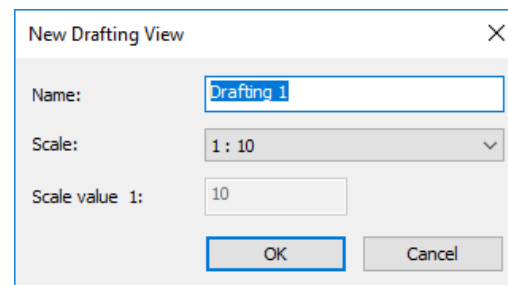 New Drafting View
Name: Drafting 1
Scale: 1 : 10
Scale value 1: 10
OK Cancel